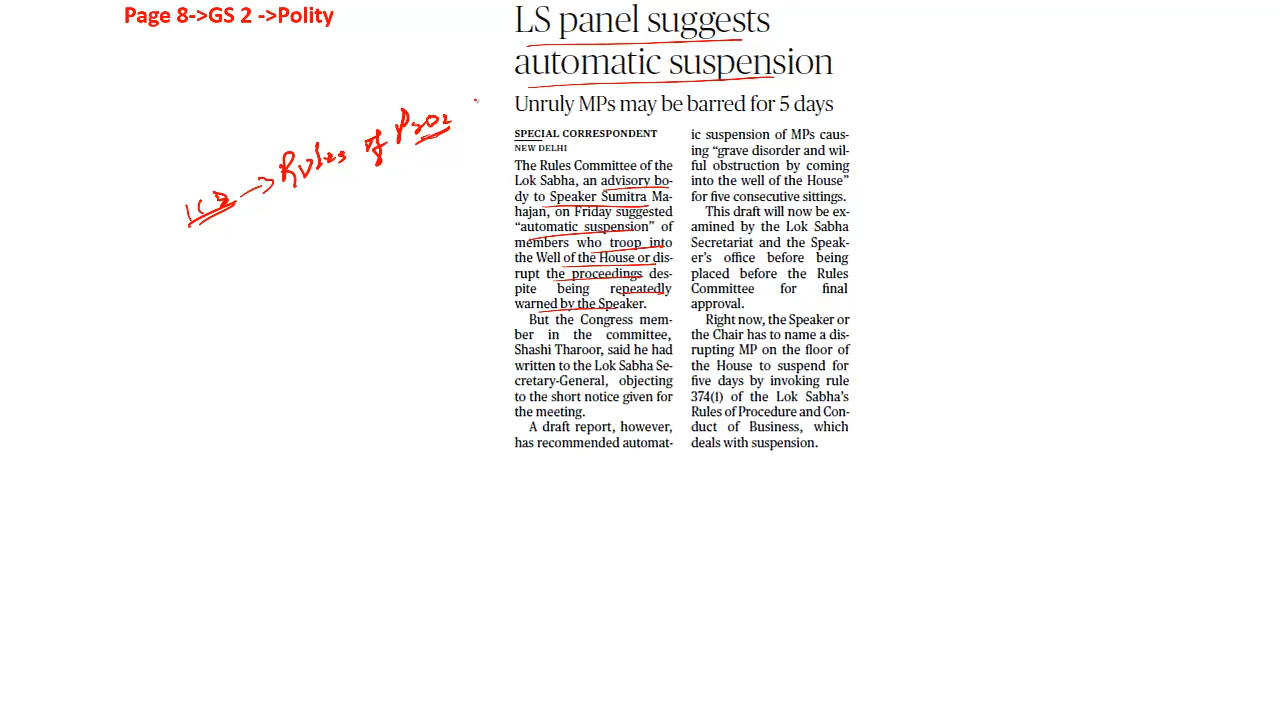 Page 8->GS 2 ->Polity
LS panel suggests
automatic suspension
Unruly MPs may be barred for 5 days
SPECIAL CORRESPONDENT
NEW DELHI
The Rules Committee of the
Lok Sabha, an advisory bo-
dy to Speaker Sumitra Ma-
hajan, on Friday suggested
“automatic suspension” of
members who troop into
the Well of the House or dis-
rupt the proceedings des-
pite being repeatedly
warned by the Speaker.
But the Congress mem-
ber in the committee,
Shashi Tharoor, said he had
written to the Lok Sabha Se-
cretary-General, objecting
to the short notice given for
the meeting.
A draft report, however,
has recommended automat-
ic suspension of MPs caus-
ing “grave disorder and wil-
ful obstruction by coming
into the well of the House”
for five consecutive sittings.
This draft will now be ex-
amined by the Lok Sabha
Secretariat and the Speak-
er’s office before being
placed before the Rules
Committee for final
approval.
Right now, the Speaker or
the Chair has to name a dis-
rupting MP on the floor of
the House to suspend for
five days by invoking rule
374(1) of the Lok Sabha’s
Rules of Procedure and Con-
duct of Business, which
deals with suspension.
-> Rules of